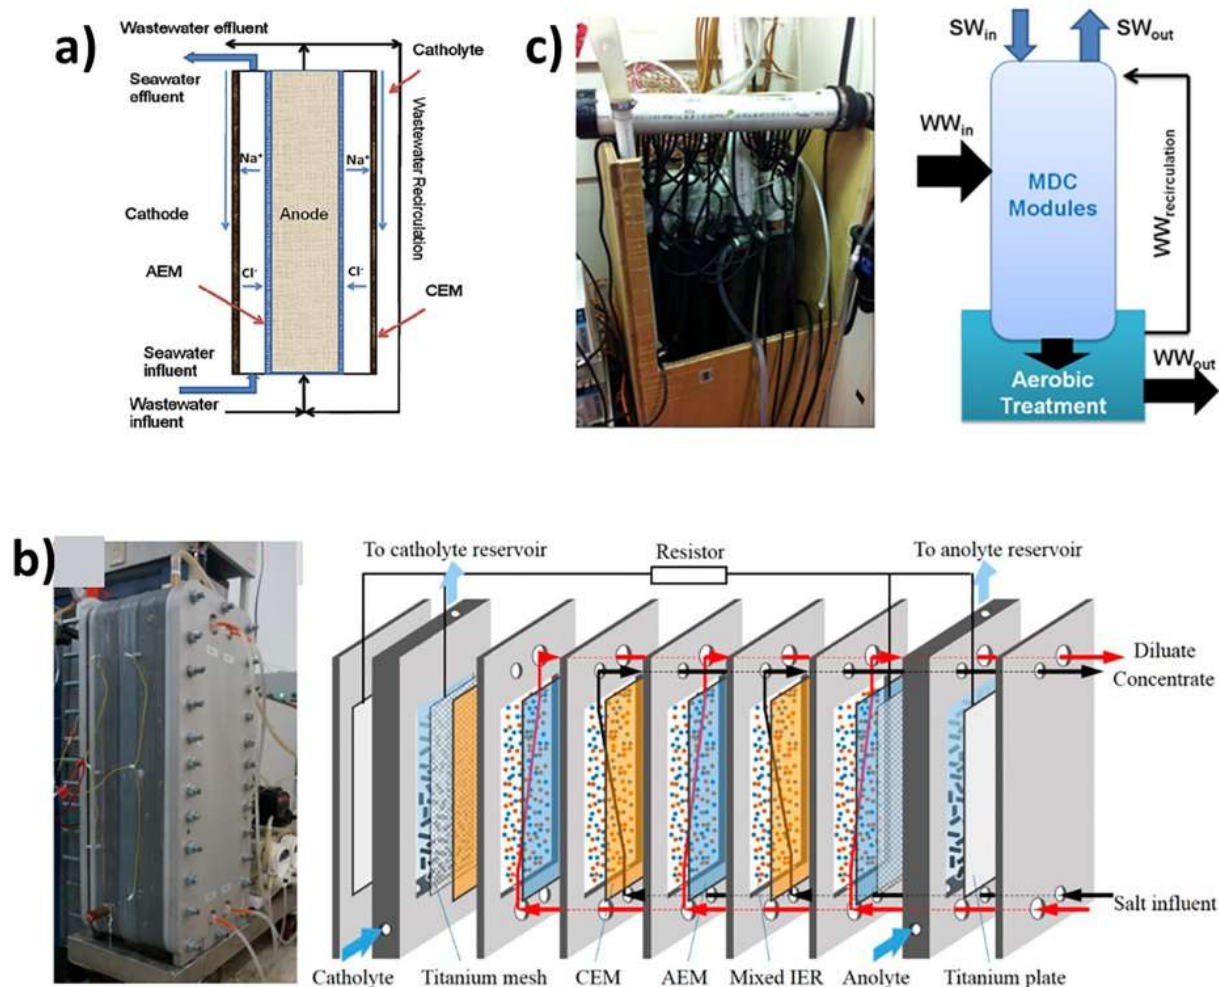 a)
Wastewater effluent
Catholyte
Seawater
effluent
Na⁺
Na⁺
Wastewater Recirculation
Cathode
Anode
AEM
Cl⁻
Cl⁻
CEM
Seawater
influent
Wastewater
influent
c)
SWin
SWout
WWin
MDC
Modules
WWrecirculation
WWout
Aerobic
Treatment
b)
To catholyte reservoir
Resistor
To anolyte reservoir
Diluate
Concentrate
Salt influent
Catholyte
Titanium mesh
CEM
AEM
Mixed IER
Anolyte
Titanium plate